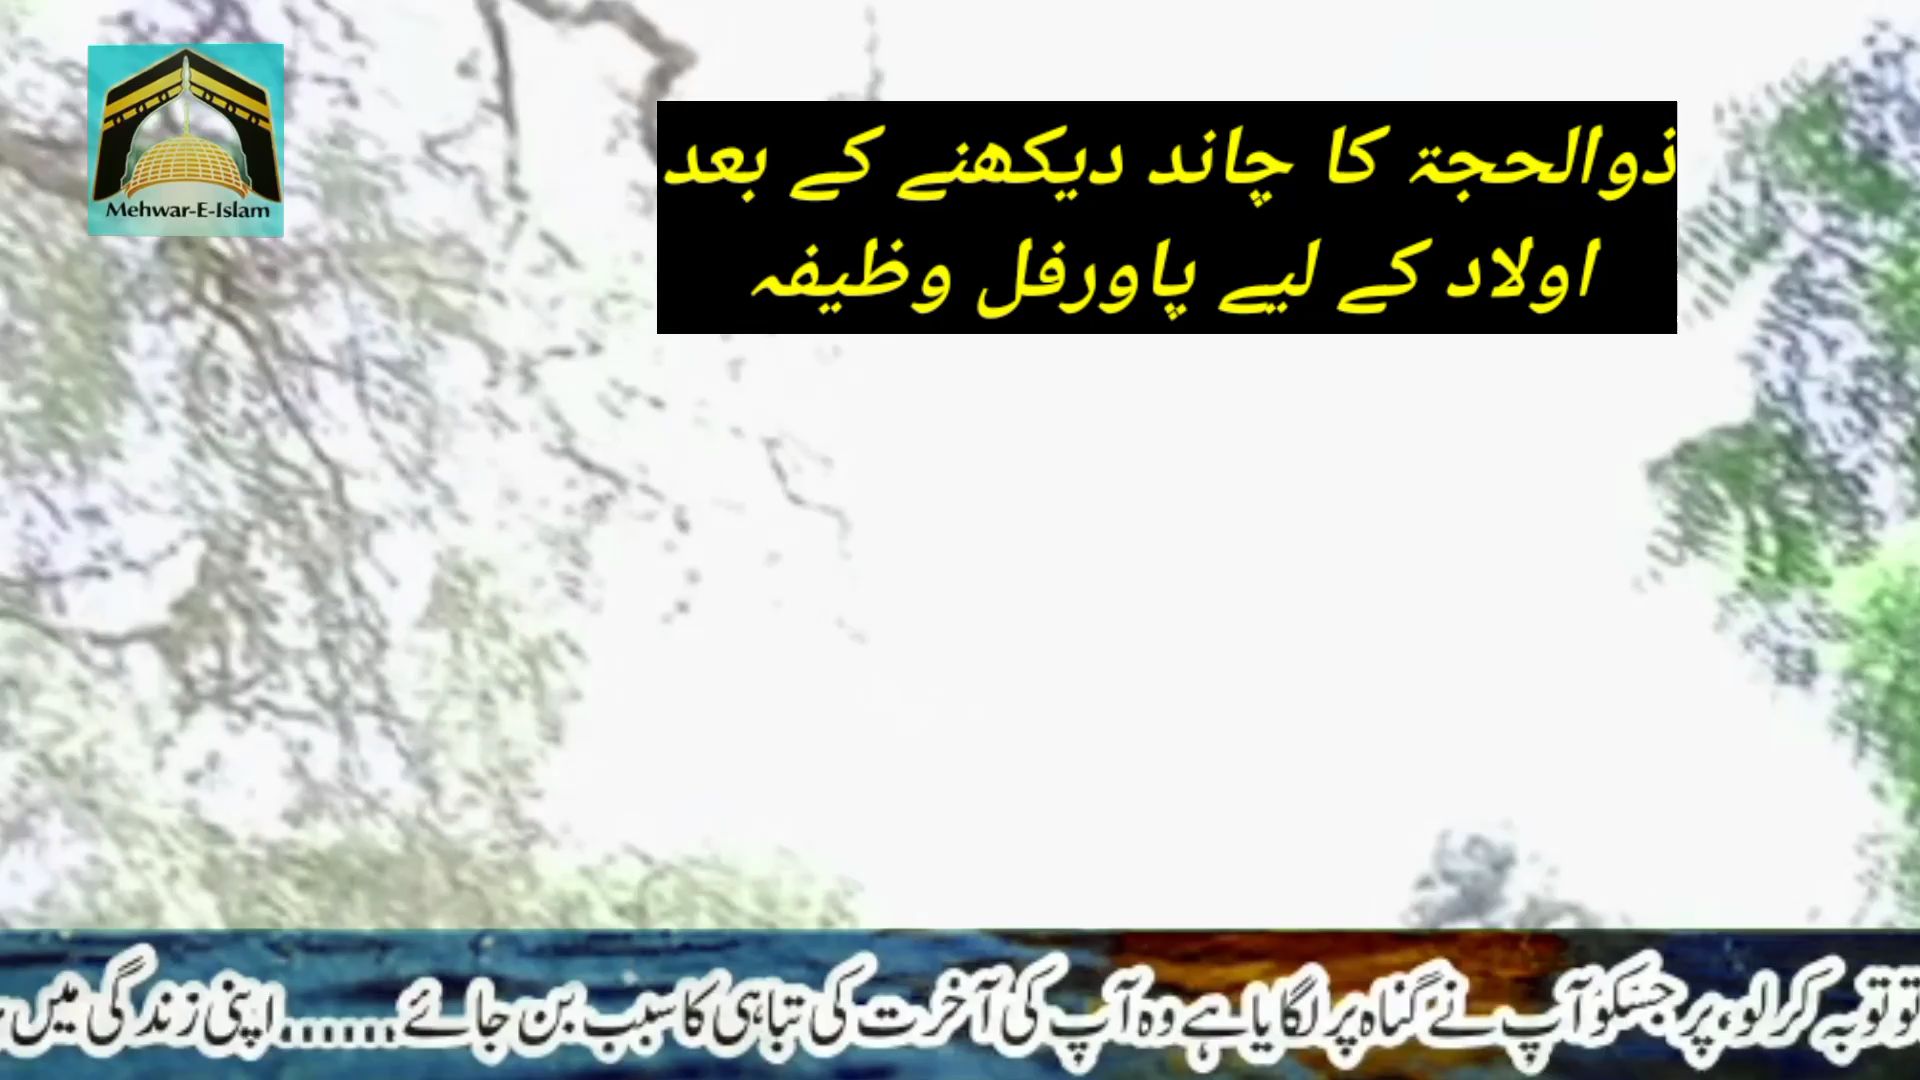 Mehwar-E-Islam
ذوالحجۃ کا چاند دیکھنے کے بعد
اولاد کے لیے پاورفل وظیفہ
تو توبہ کرلو، پر جسکو آپ نے گناہ پر لگایا ہے وہ آپ کی آخرت کی تباہی کا سبب بن جائے......اپنی زندگی میں